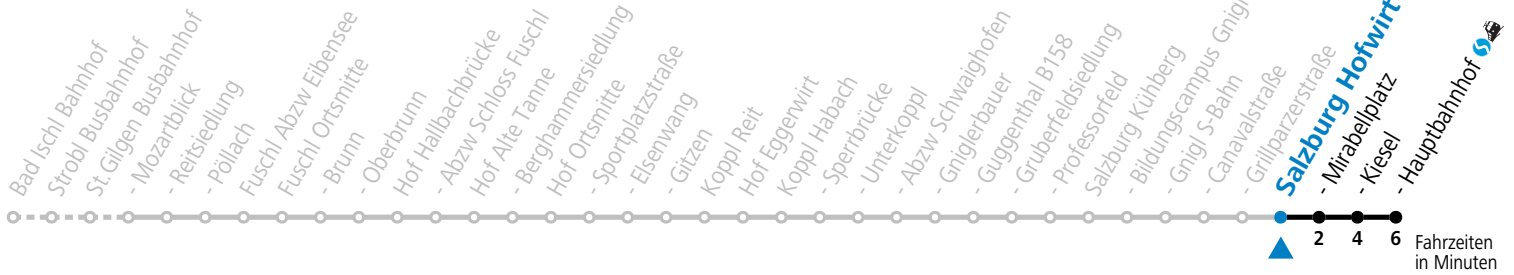 Bad Ischl Bahnhof
Strobl Busbahnhof
St.Gilgen Busbahnhof
- Mozartblick
- Reitsiedlung
- Pöllach
Fuschl Abzw Eibensee
Fuschl Ortsmitte
- Brunn
- Oberbrunn
Hof Hallbachbrücke
- Abzw Schloss Fuschl
Hof Alte Tanne
- Berghammersiedlung
Hof Ortsmitte
- Sportplatzstraße
- Elsenwang
- Gitzen
Koppl Reit
Hof Eggerwirt
Koppl Habach
- Sperrbrücke
- Unterkoppl
- Abzw Schwaighofen
- Gniglerbauer
- Guggenthal B158
- Gruberfeldsiedlung
- Professorfeld
Salzburg Kühberg
- Bildungscampus Gnigl
- Gnigl S-Bahn
- Canavalstraße
- Grillparzerstraße
Salzburg Hofwirt
- Mirabellplatz
- Kiesel
- Hauptbahnhof
2 4 6 Fahrzeiten
in Minuten